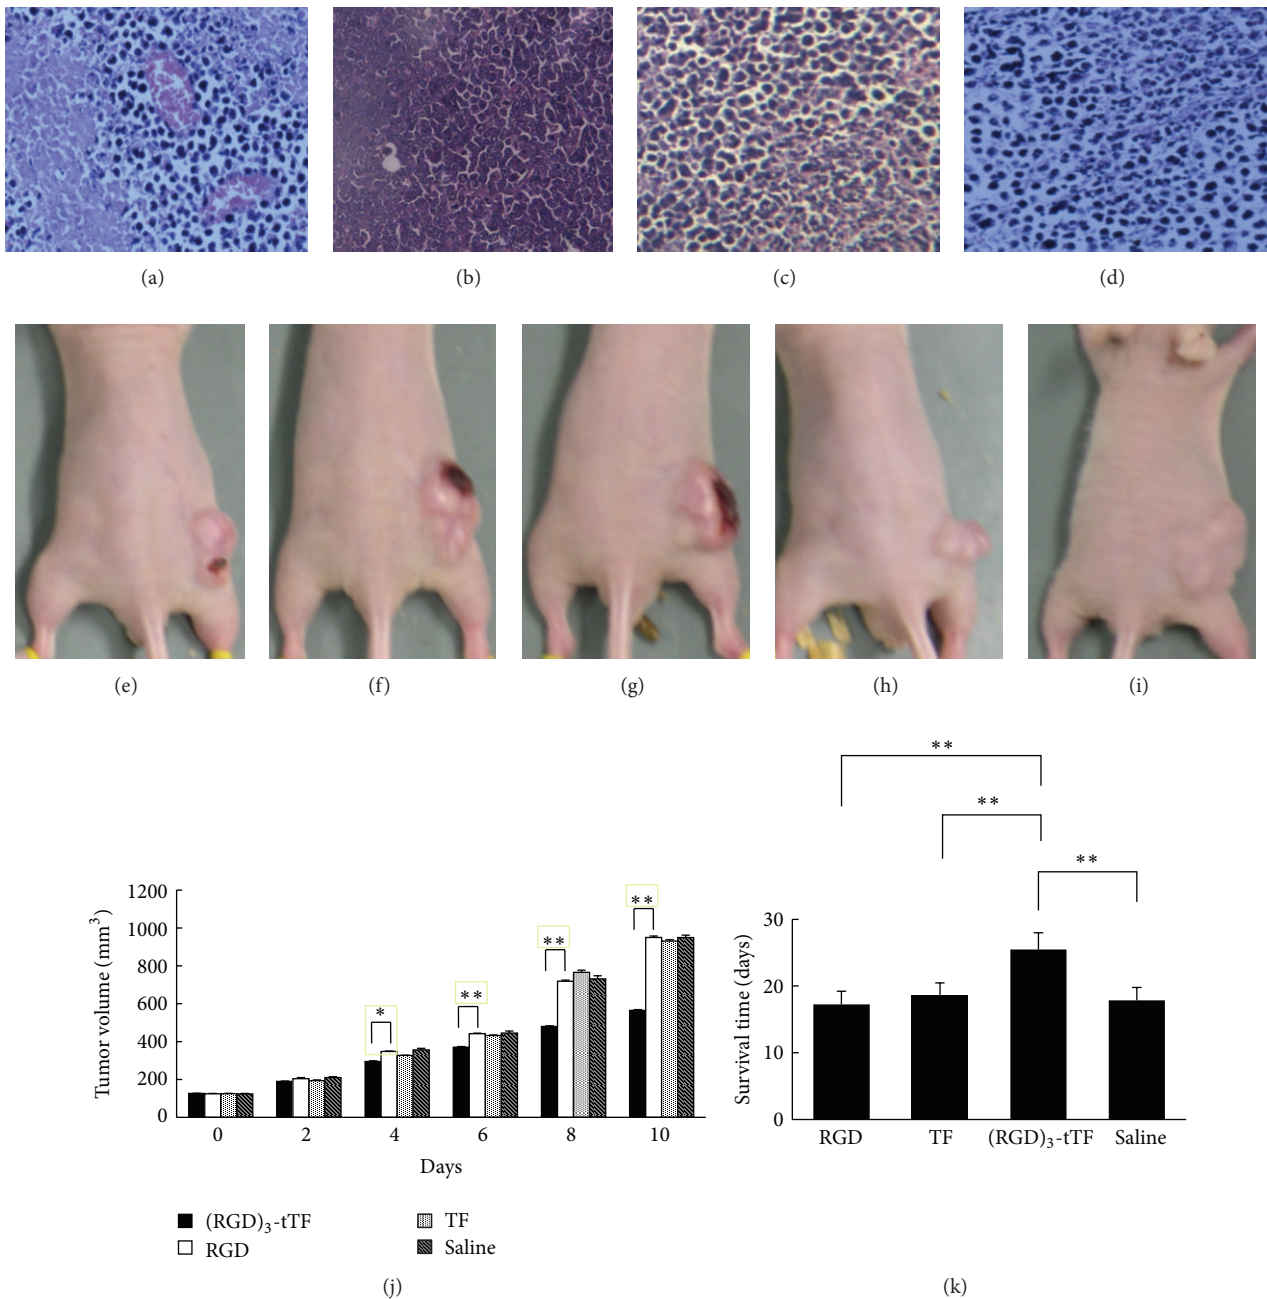 (a)
(b)
(c)
(d)
(e)
(f)
(g)
(h)
(i)
Tumor volume (mm³)
1200
1000
800
600
400
200
0
*
**
**
**
0
2
4
6
8
10
Days
(RGD)₃-tTF
RGD
TF
Saline
(j)
**
**
**
Survival time (days)
30
20
10
0
RGD
TF
(RGD)₃-tTF
Saline
(k)